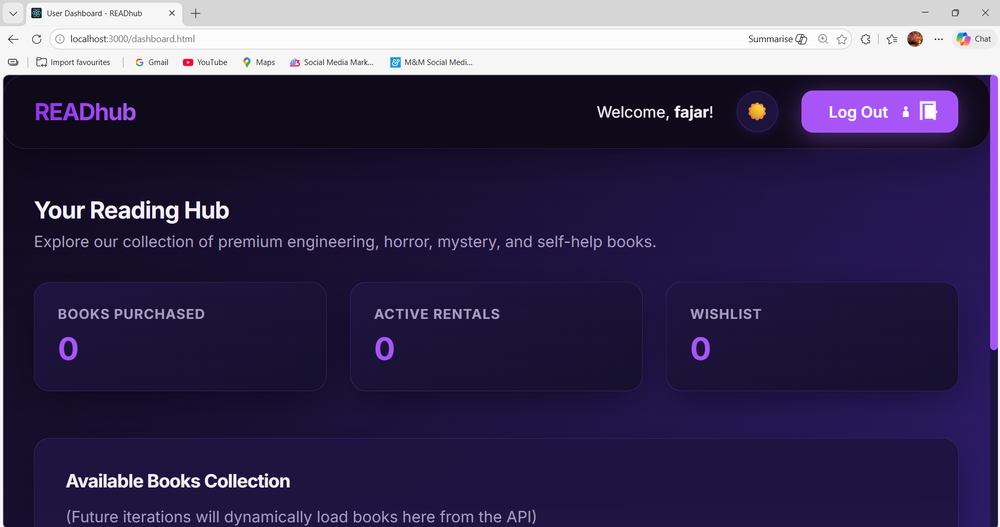 User Dashboard - READhub
localhost:3000/dashboard.html
Summarise
Chat
Import favourites
Gmail
YouTube
Maps
Social Media Mark...
M&M Social Medi...
READhub
Welcome, fajar!
Log Out
Your Reading Hub
Explore our collection of premium engineering, horror, mystery, and self-help books.
BOOKS PURCHASED
0
ACTIVE RENTALS
0
WISHLIST
0
Available Books Collection
(Future iterations will dynamically load books here from the API)